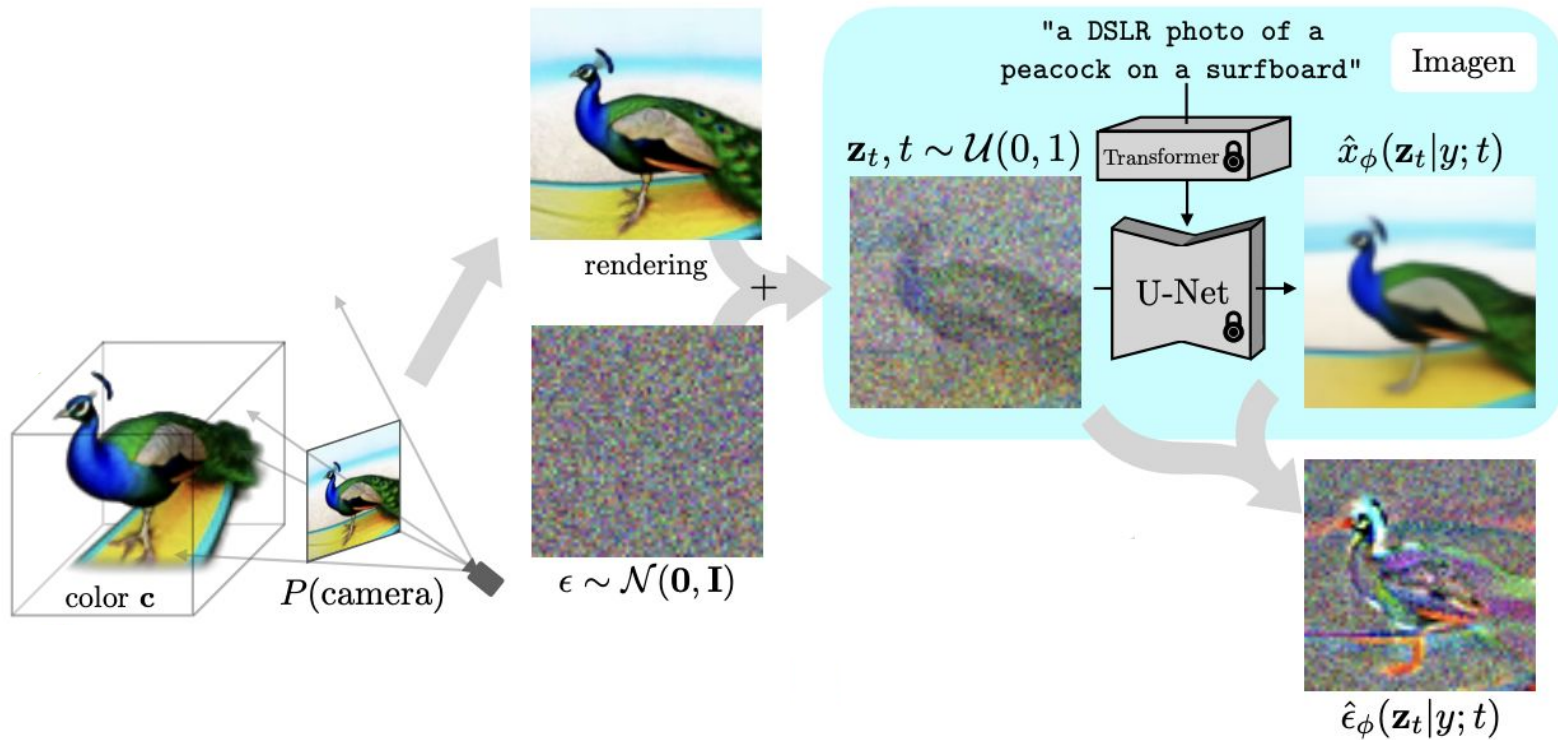 "a DSLR photo of a
peacock on a surfboard"
Imagen
Transformer
z_t, t ∼ 𝒰(0, 1)
x̂_ϕ(z_t|y; t)
U-Net
rendering
+
ϵ ∼ 𝒩(0, I)
color c
P(camera)
ϵ̂_ϕ(z_t|y; t)